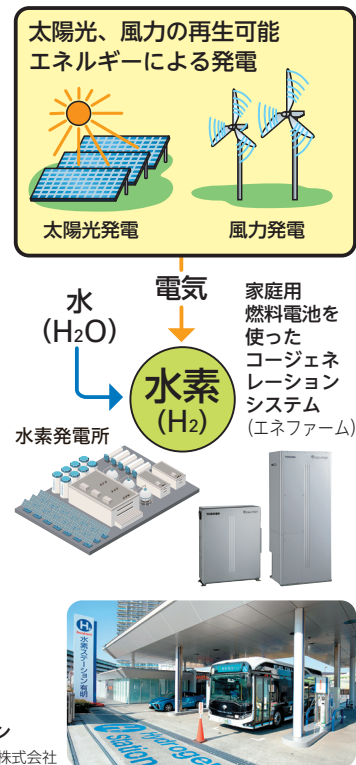 太陽光、風力の再生可能
エネルギーによる発電
太陽光発電
風力発電
電気
水
(H2O)
水素
(H2)
家庭用
燃料電池を
使った
コージェネ
レーション
システム
(エネファーム)
水素発電所
TOSHIBA
TOSHIBA
水素ステーション有明
Hydrogen
Station
ン
株式会社